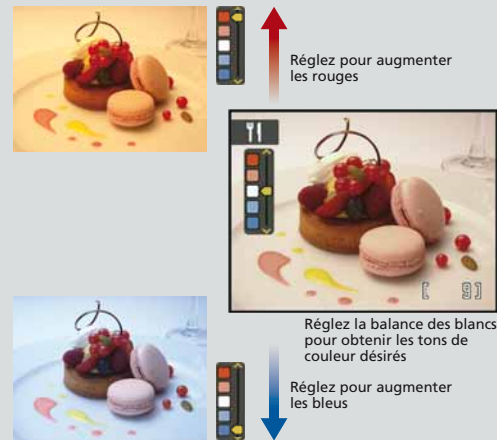 Réglez pour augmenter
les rouges
[ 9]
Réglez la balance des blancs
pour obtenir les tons de
couleur désirés
Réglez pour augmenter
les bleus